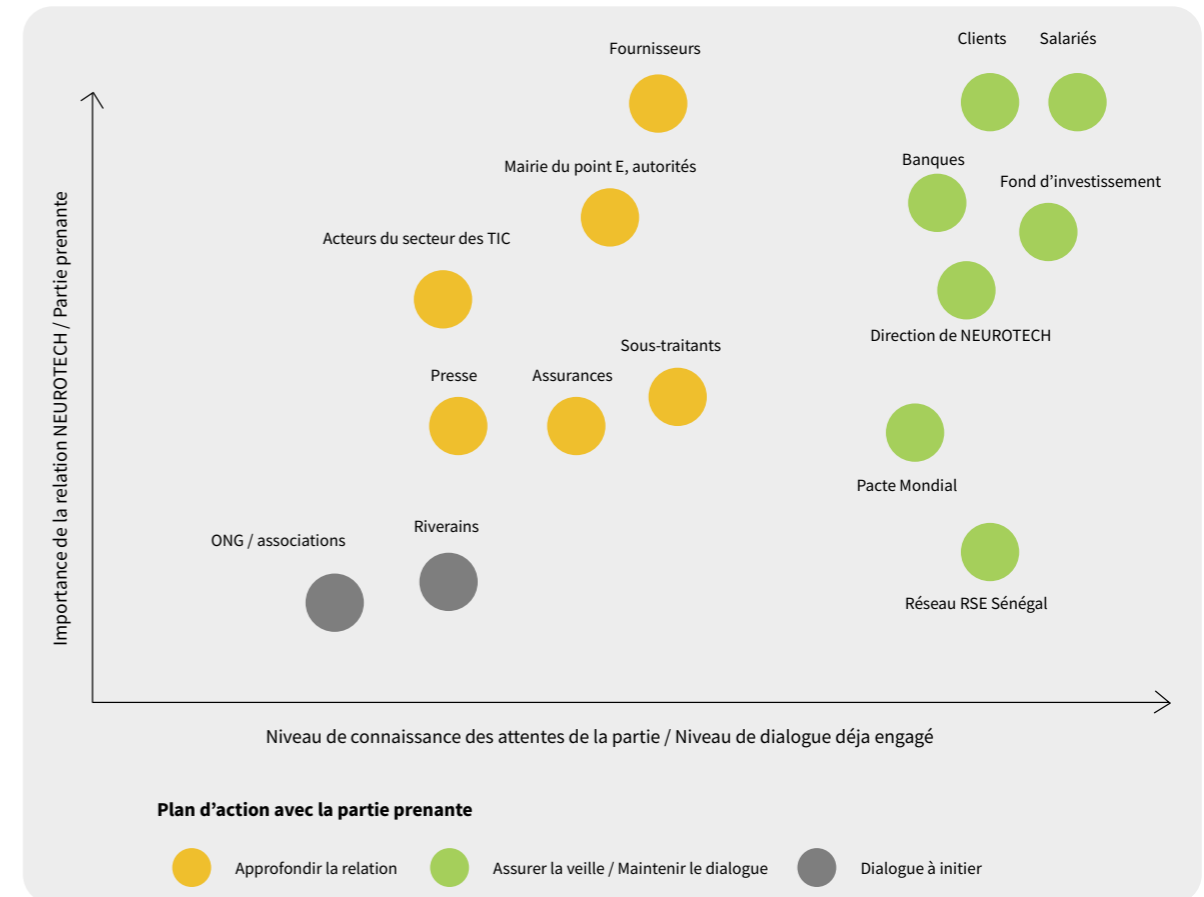 Clients
Salariés
Fournisseurs
Banques
Mairie du point E, autorités
Fond d’investissement
Acteurs du secteur des TIC
Direction de NEUROTECH
Sous-traitants
Presse
Assurances
Pacte Mondial
Riverains
ONG / associations
Réseau RSE Sénégal
Importance de la relation NEUROTECH / Partie prenante
Niveau de connaissance des attentes de la partie / Niveau de dialogue déja engagé
Plan d’action avec la partie prenante
Approfondir la relation
Assurer la veille / Maintenir le dialogue
Dialogue à initier